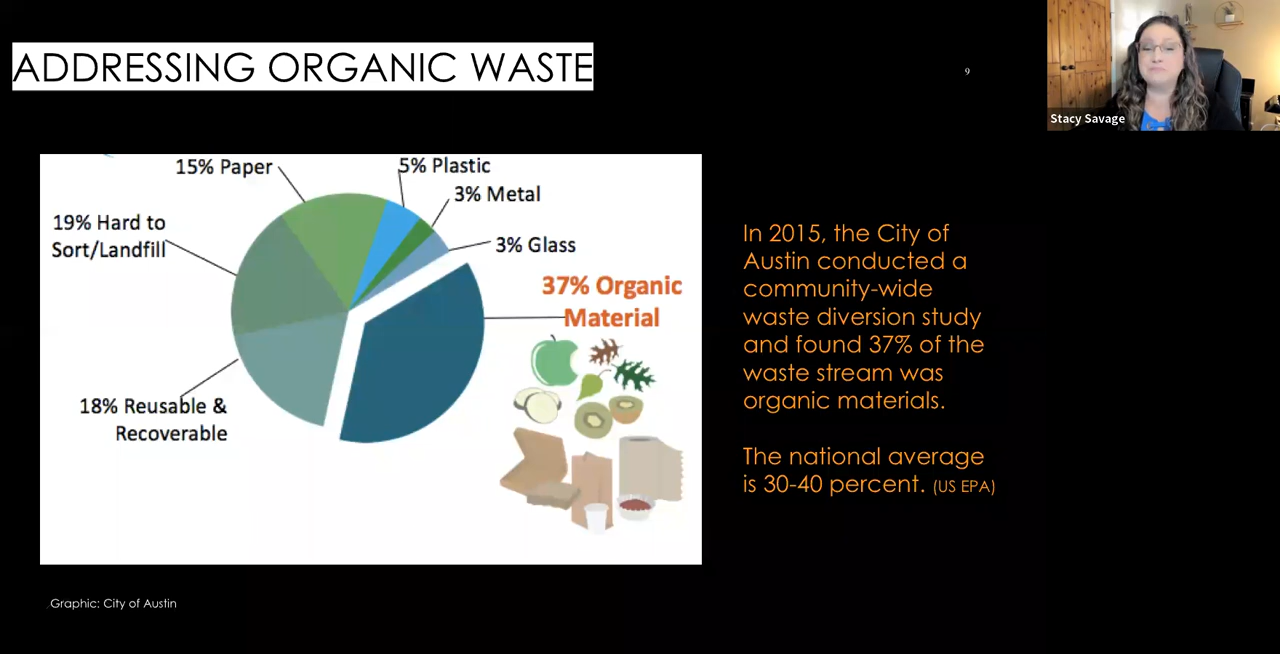 ADDRESSING ORGANIC WASTE
9
Stacy Savage
15% Paper
5% Plastic
3% Metal
19% Hard to
Sort/Landfill
3% Glass
37% Organic
Material
18% Reusable &
Recoverable
In 2015, the City of
Austin conducted a
community-wide
waste diversion study
and found 37% of the
waste stream was
organic materials.
The national average
is 30-40 percent. (US EPA)
Graphic: City of Austin